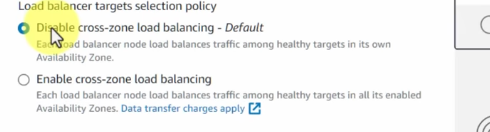 Load balancer targets selection policy
Disable cross-zone load balancing - Default
Each load balancer node load balances traffic among healthy targets in its own
Availability Zone.
Enable cross-zone load balancing
Each load balancer node load balances traffic among healthy targets in all its enabled
Availability Zones. Data transfer charges apply